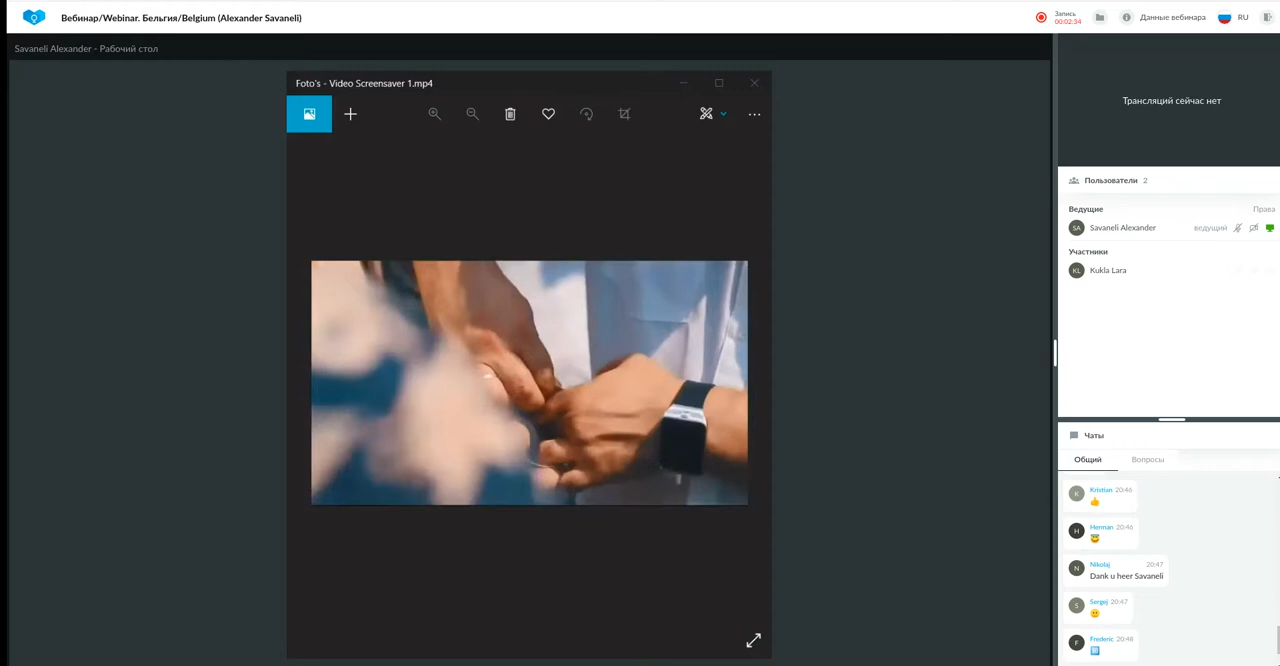 Вебинар/Webinar. Бельгия/Belgium (Alexander Savaneli)
Запись
00:02:34
Данные вебинара
RU
Savaneli Alexander - Рабочий стол
Foto's - Video Screensaver 1.mp4
Трансляций сейчас нет
Пользователи 2
Ведущие
Права
SA
Savaneli Alexander
ведущий
Участники
KL
Kukla Lara
Чаты
Общий
Вопросы
K
Kristian 20:46
H
Herman 20:46
N
Nikolaj 20:47
Dank u heer Savaneli
S
Sergej 20:47
F
Frederic 20:48